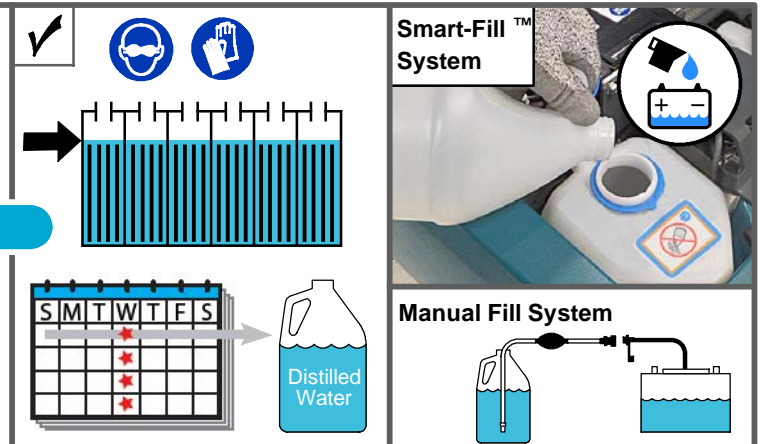 Smart-Fill ™
System
+ −
S M T W T F S
Distilled
Water
Manual Fill System